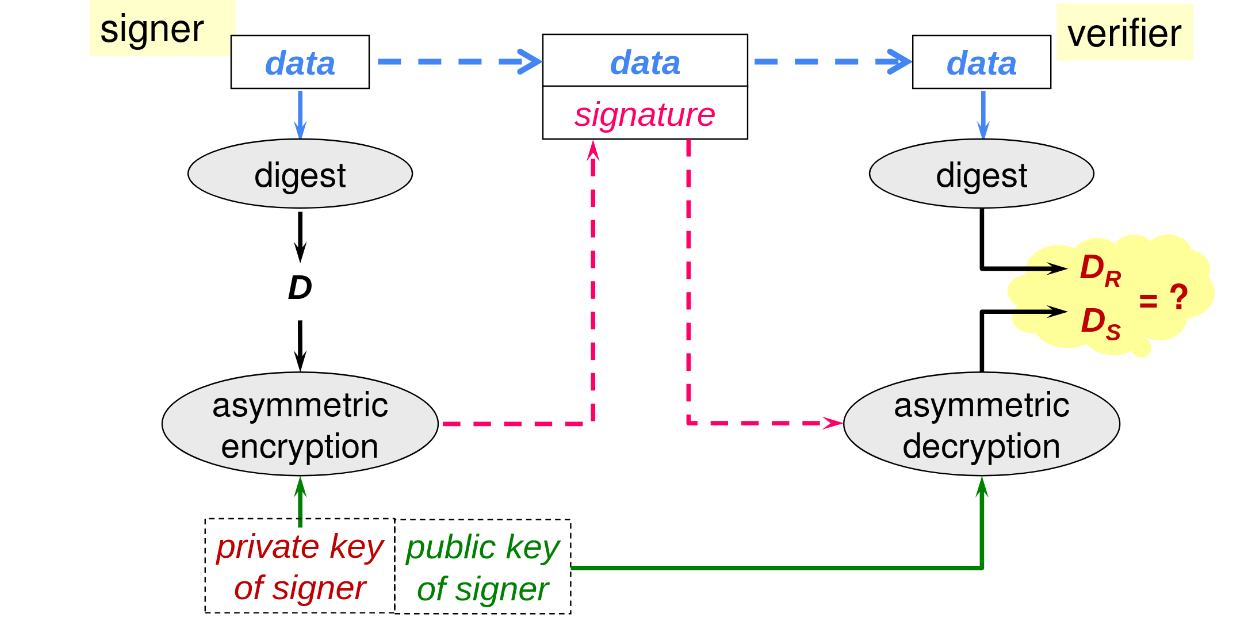 signer
data
data
signature
data
verifier
digest
digest
D
D_R
D_S
= ?
asymmetric
encryption
asymmetric
decryption
private key
of signer
public key
of signer